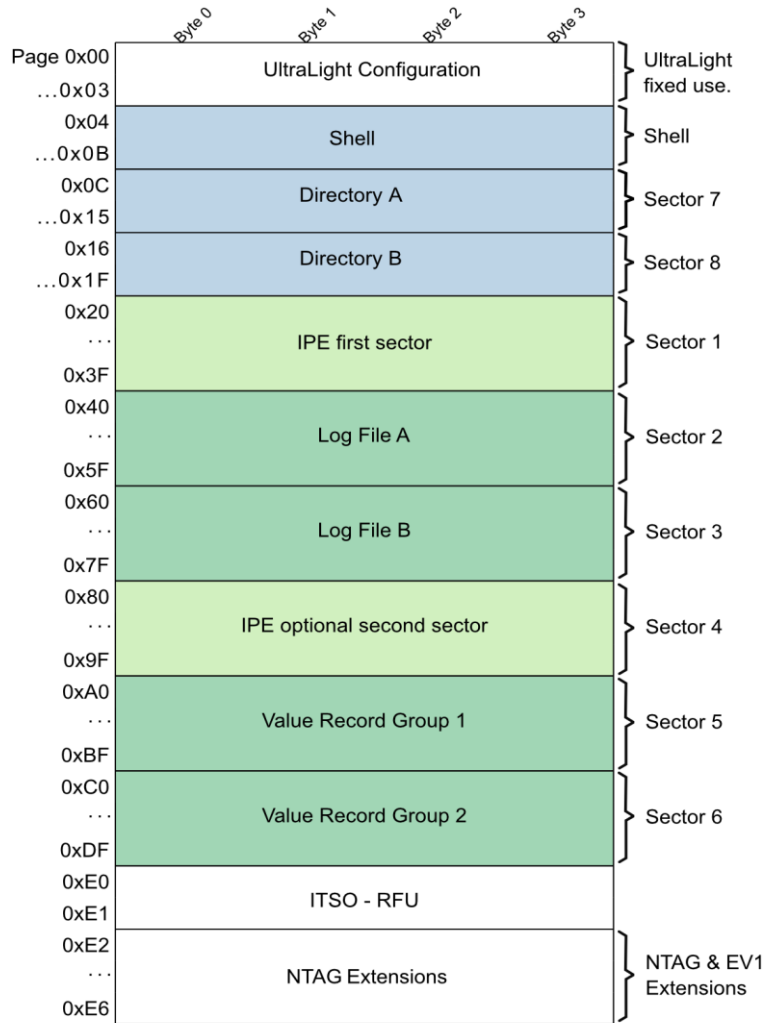 Byte 0 Byte 1 Byte 2 Byte 3
Page 0x00
...0x03
UltraLight Configuration
UltraLight
fixed use.
0x04
...0x0B
Shell
Shell
0x0C
...0x15
Directory A
Sector 7
0x16
...0x1F
Directory B
Sector 8
0x20
...
0x3F
IPE first sector
Sector 1
0x40
...
0x5F
Log File A
Sector 2
0x60
...
0x7F
Log File B
Sector 3
0x80
...
0x9F
IPE optional second sector
Sector 4
0xA0
...
0xBF
Value Record Group 1
Sector 5
0xC0
...
0xDF
Value Record Group 2
Sector 6
0xE0
0xE1
ITSO - RFU
0xE2
...
0xE6
NTAG Extensions
NTAG & EV1
Extensions